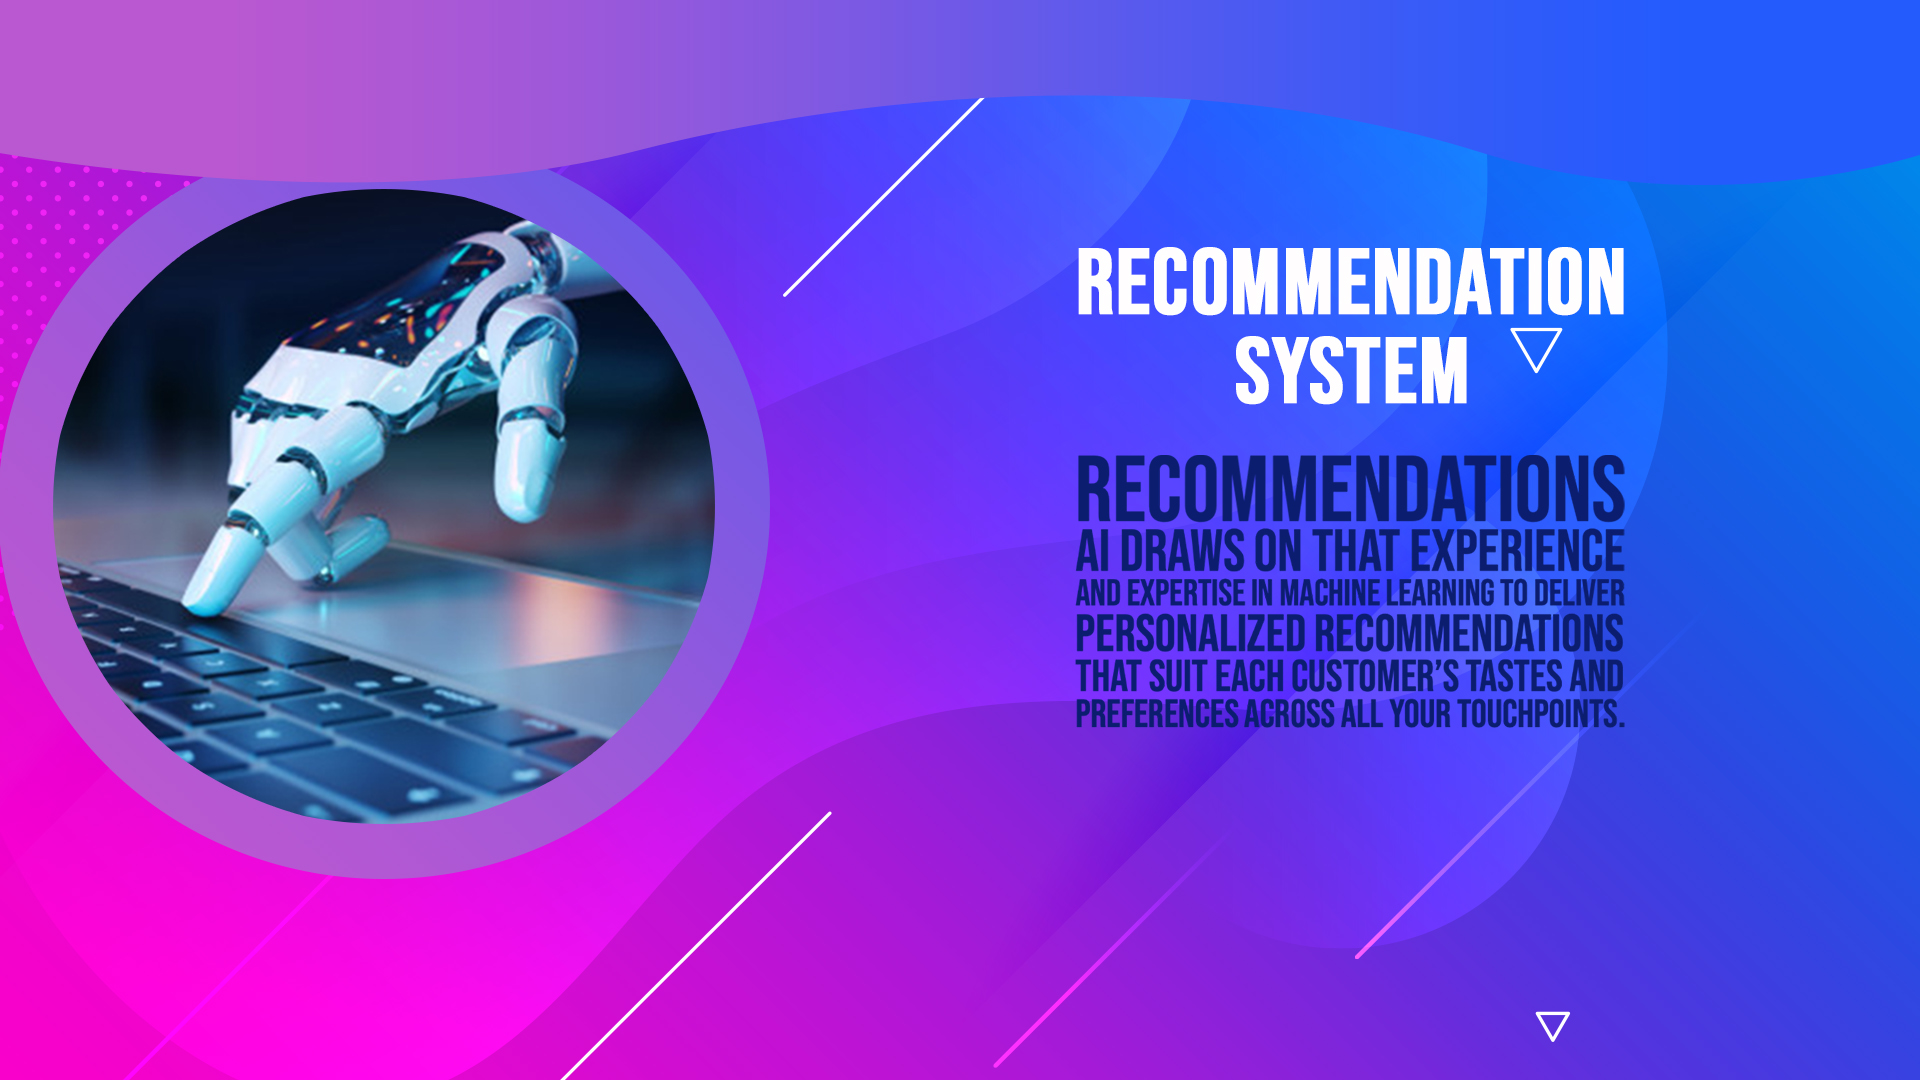 RECOMMENDATION
SYSTEM
RECOMMENDATIONS
AI DRAWS ON THAT EXPERIENCE
AND EXPERTISE IN MACHINE LEARNING TO DELIVER
PERSONALIZED RECOMMENDATIONS
THAT SUIT EACH CUSTOMER’S TASTES AND
PREFERENCES ACROSS ALL YOUR TOUCHPOINTS.